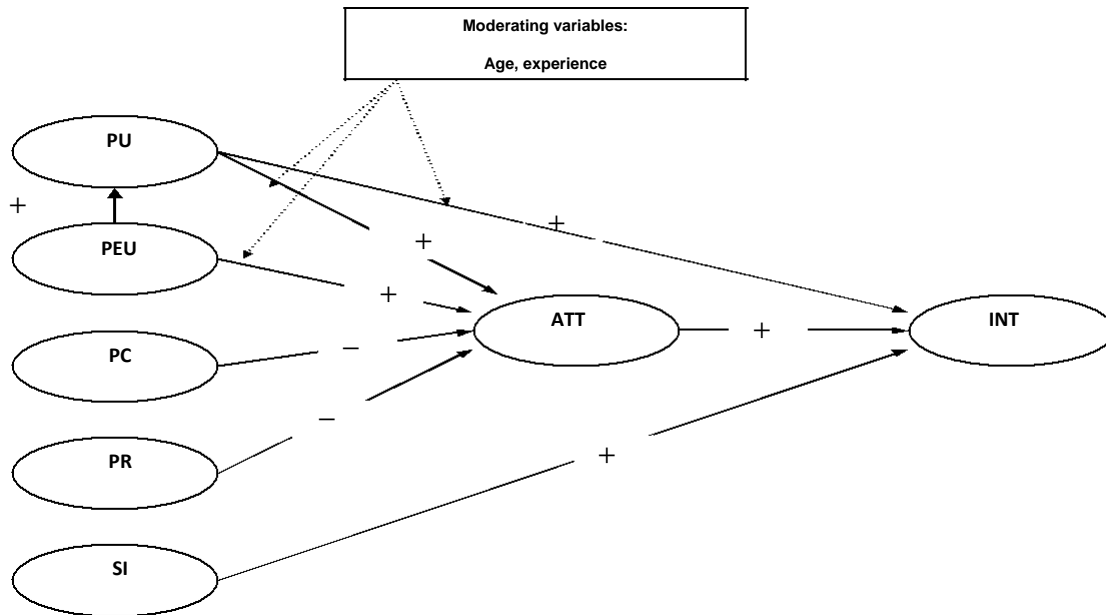 Moderating variables:
Age, experience
PU
+
+
PEU
+
+
ATT
+
INT
PC
−
PR
−
+
SI